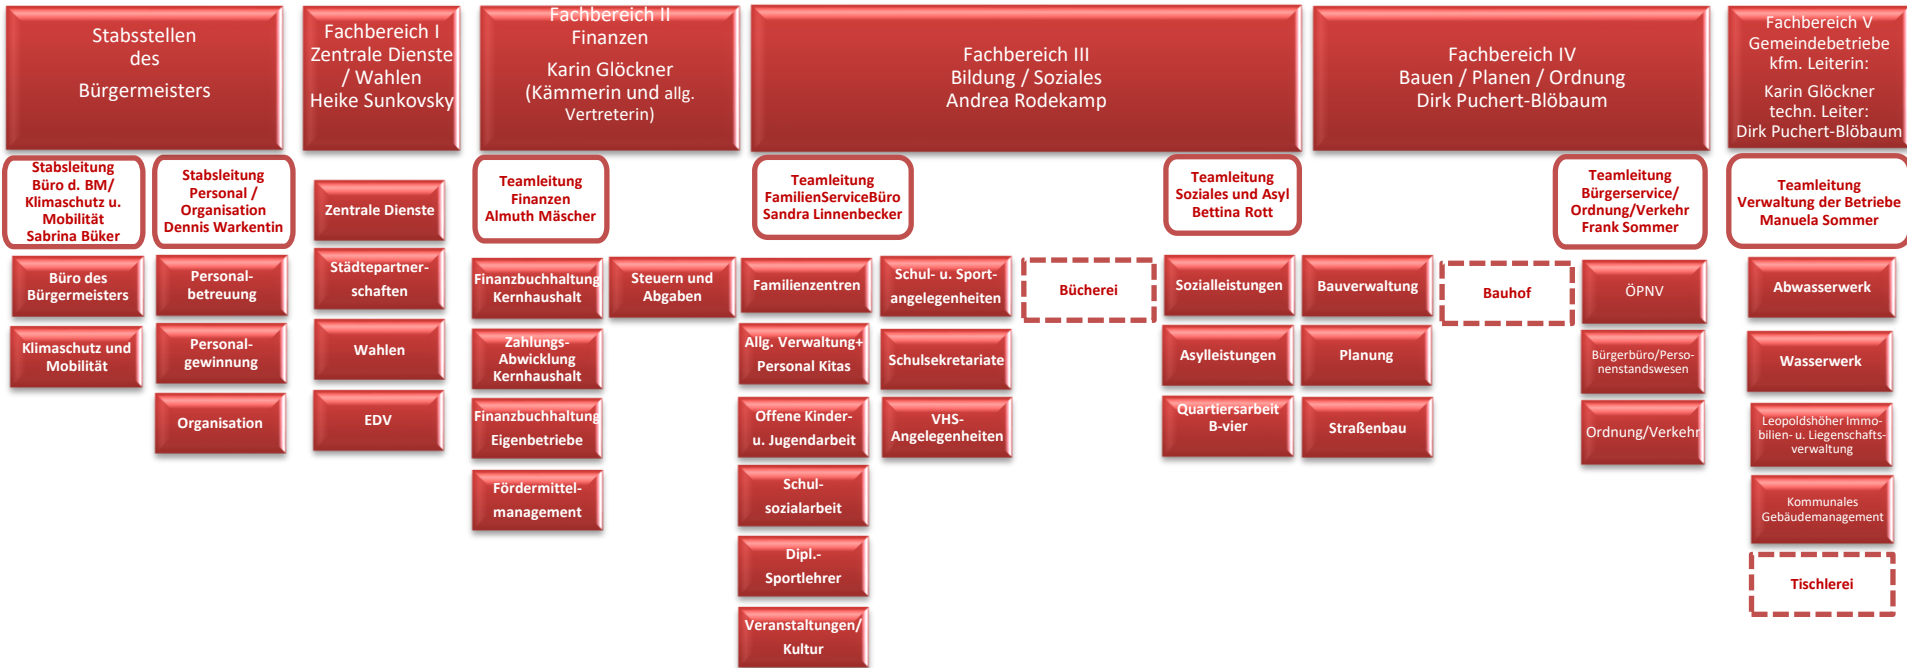 Stabsstellen
des
Bürgermeisters
Fachbereich I
Zentrale Dienste
/ Wahlen
Heike Sunkovsky
Fachbereich II
Finanzen
Karin Glöckner
(Kämmerin und allg.
Vertreterin)
Fachbereich III
Bildung / Soziales
Andrea Rodekamp
Fachbereich IV
Bauen / Planen / Ordnung
Dirk Puchert-Blöbaum
Fachbereich V
Gemeindebetriebe
kfm. Leiterin:
Karin Glöckner
techn. Leiter:
Dirk Puchert-Blöbaum
Stabsleitung
Büro d. BM/
Klimaschutz u.
Mobilität
Sabrina Büker
Stabsleitung
Personal /
Organisation
Dennis Warkentin
Zentrale Dienste
Teamleitung
Finanzen
Almuth Mäscher
Teamleitung
FamilienServiceBüro
Sandra Linnenbecker
Teamleitung
Soziales und Asyl
Bettina Rott
Teamleitung
Bürgerservice/
Ordnung/Verkehr
Frank Sommer
Teamleitung
Verwaltung der Betriebe
Manuela Sommer
Büro des
Bürgermeisters
Personal-
betreuung
Städtepartner-
schaften
Finanzbuchhaltung
Kernhaushalt
Steuern und
Abgaben
Familienzentren
Schul- u. Sport-
angelegenheiten
Bücherei
Sozialleistungen
Bauverwaltung
Bauhof
ÖPNV
Abwasserwerk
Klimaschutz und
Mobilität
Personal-
gewinnung
Wahlen
Zahlungs-
Abwicklung
Kernhaushalt
Allg. Verwaltung+
Personal Kitas
Schulsekretariate
Asylleistungen
Planung
Bürgerbüro/Perso-
nenstandswesen
Wasserwerk
Organisation
EDV
Finanzbuchhaltung
Eigenbetriebe
Offene Kinder-
u. Jugendarbeit
VHS-
Angelegenheiten
Quartiersarbeit
B-vier
Straßenbau
Ordnung/Verkehr
Leopoldshöher Immo-
bilien- u. Liegenschafts-
verwaltung
Fördermittel-
management
Schul-
sozialarbeit
Kommunales
Gebäudemanagement
Dipl.-
Sportlehrer
Tischlerei
Veranstaltungen/
Kultur